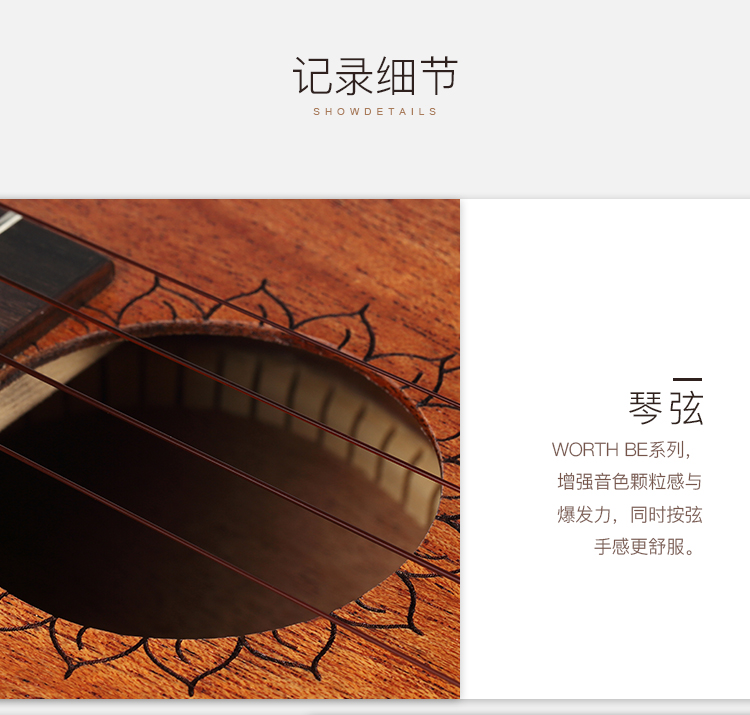 记录细节
SHOWDETAILS
琴弦
WORTH BE系列，
增强音色颗粒感与
爆发力，同时按弦
手感更舒服。